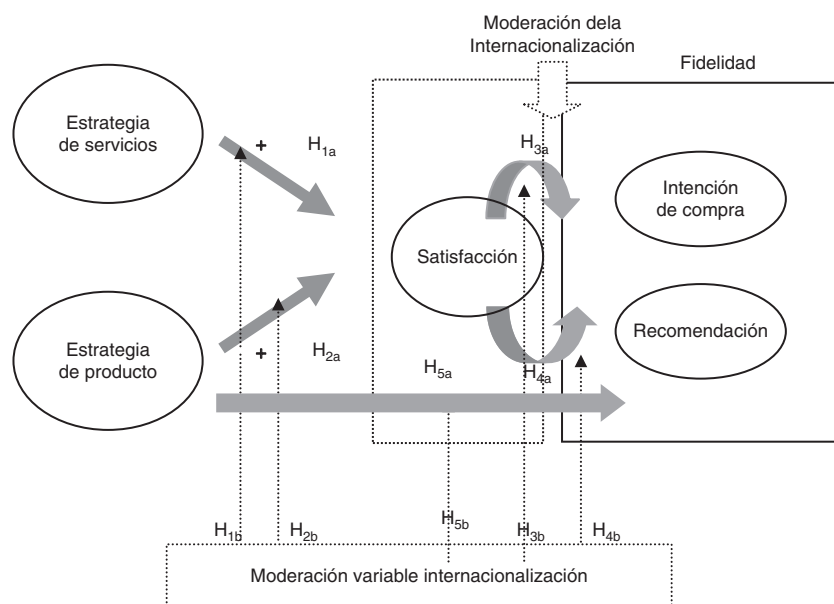 Moderación dela
Internacionalización
Fidelidad
Estrategia
de servicios
+
H1a
H3a
Intención
de compra
Satisfacción
Estrategia
de producto
+
H2a
H5a
H4a
Recomendación
H1b
H2b
H5b
H3b
H4b
Moderación variable internacionalización